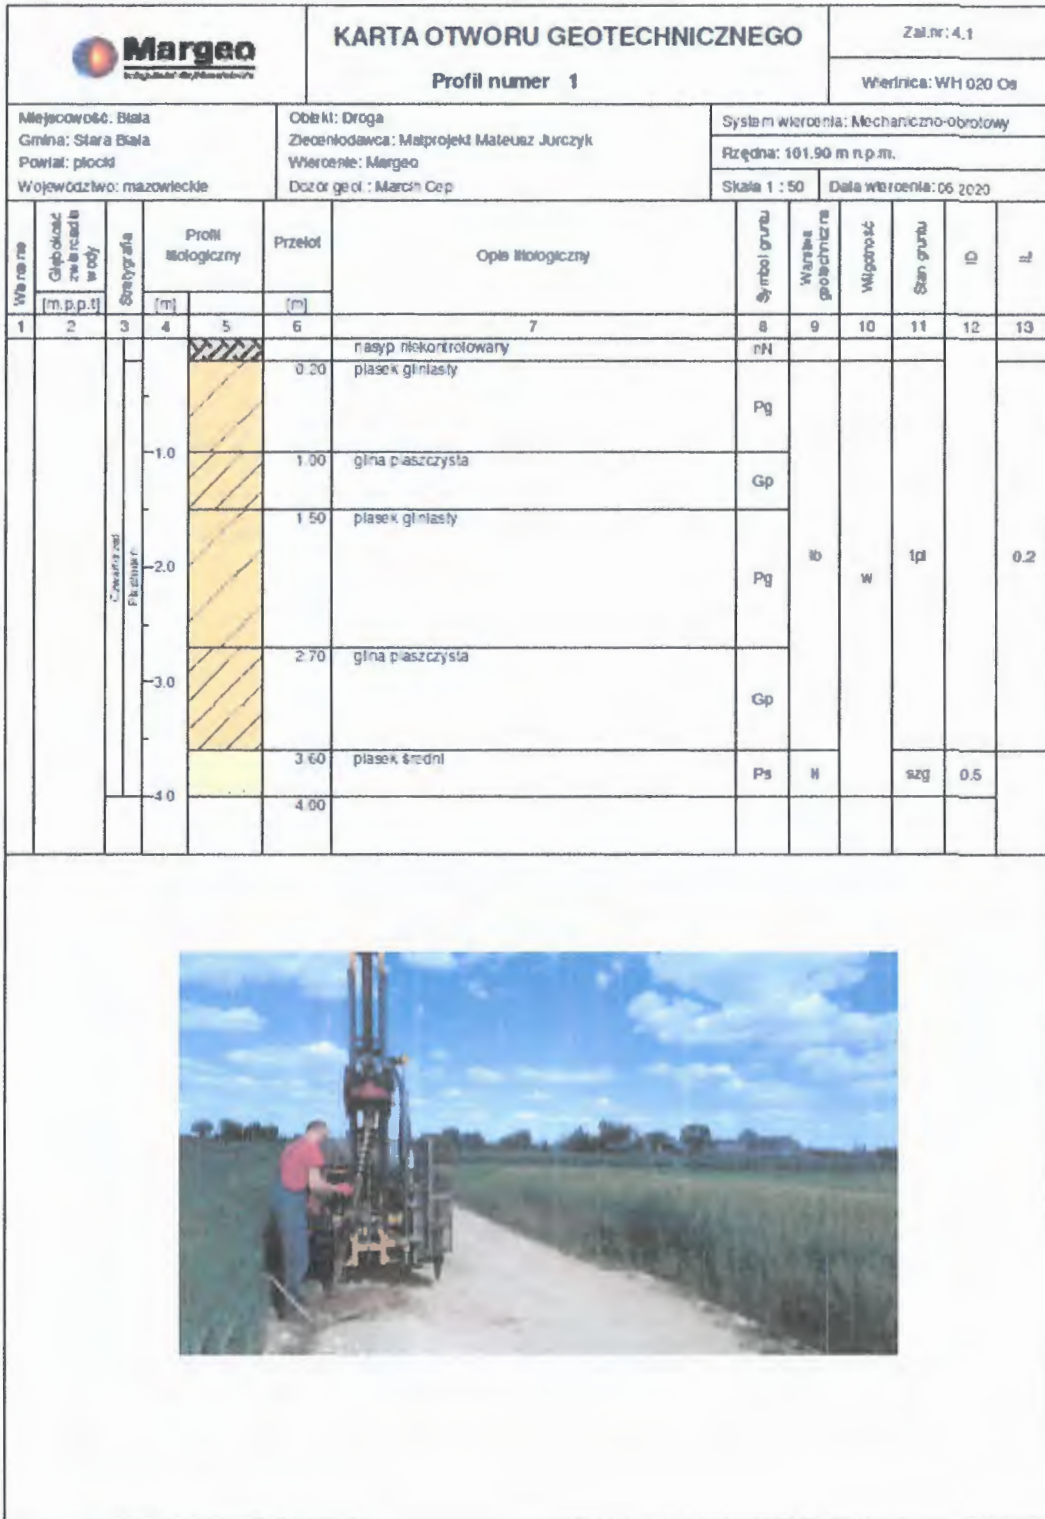 Margeo
KARTA OTWORU GEOTECHNICZNEGO
Profil numer 1
Zał.nr: 4.1
Wiertnica: WH 020 Os
Miejscowość: Biała
Gmina: Stara Biała
Powiat: płocki
Województwo: mazowieckie
Obiekt: Droga
Zleceniodawca: Matprojekt Mateusz Jurczyk
Wiercenie: Margeo
Dozór geol.: Marcin Cep
System wiercenia: Mechaniczno-obrotowy
Rzędna: 101.90 m n.p.m.
Skala 1 : 50
Data wiercenia: 06 2020
Głębokość zwierciadła wody
[m.p.p.t]
Stratygrafia
Profil litologiczny
[m]
Przelot
[m]
Opis litologiczny
Symbol gruntu
Warstwa geotechniczna
Wilgotność
Stan gruntu
ID
IL
1 2 3 4 5 6 7 8 9 10 11 12 13
nasyp niekontrolowany nN
0.20 piasek gliniasty
Pg
1.0
1.00 glina piaszczysta
Gp
1.50 piasek gliniasty
Czwartorzęd
Plejstocen
2.0
Pg
Ib
w
tpl
0.2
2.70 glina piaszczysta
3.0
Gp
3.60 piasek średni
Ps II szg 0.5
4.0
4.00